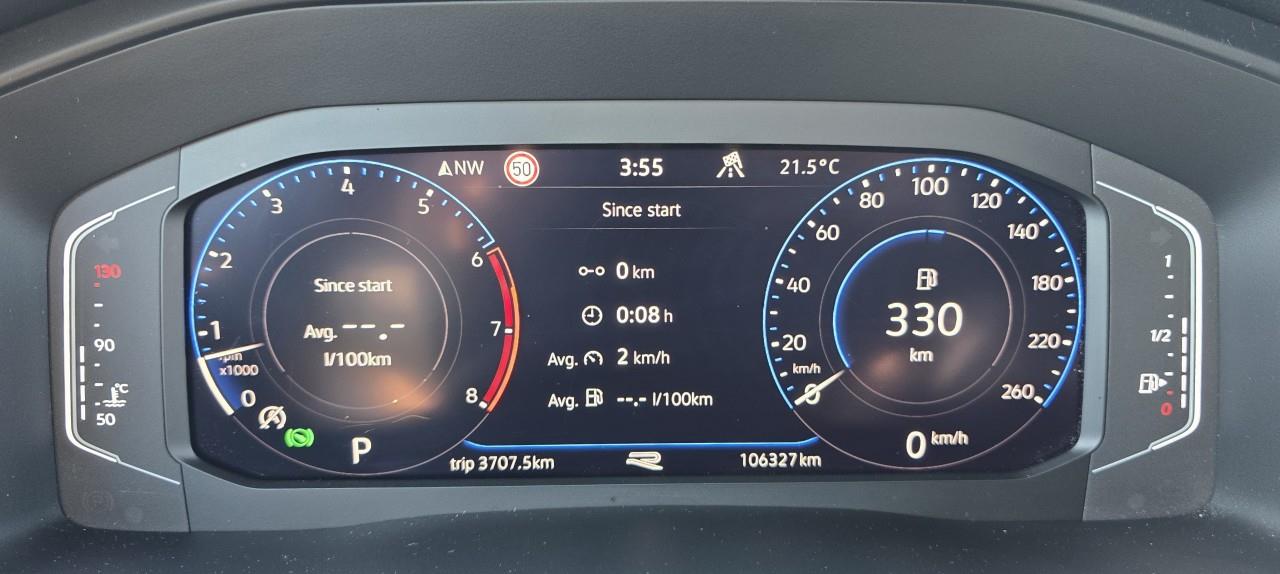 NW 50 3:55 21.5°C
Since start
0 km
0:08 h
Avg. 2 km/h
Avg. --.- l/100km
trip 3707.5km
106327km
Since start
Avg. --.-
l/100km
0
1
2
3
4
5
6
7
8
rpm
x1000
P
0
20
40
60
80
100
120
140
180
220
260
km/h
330
km
0 km/h
130
90
50
°C
1
1/2
0